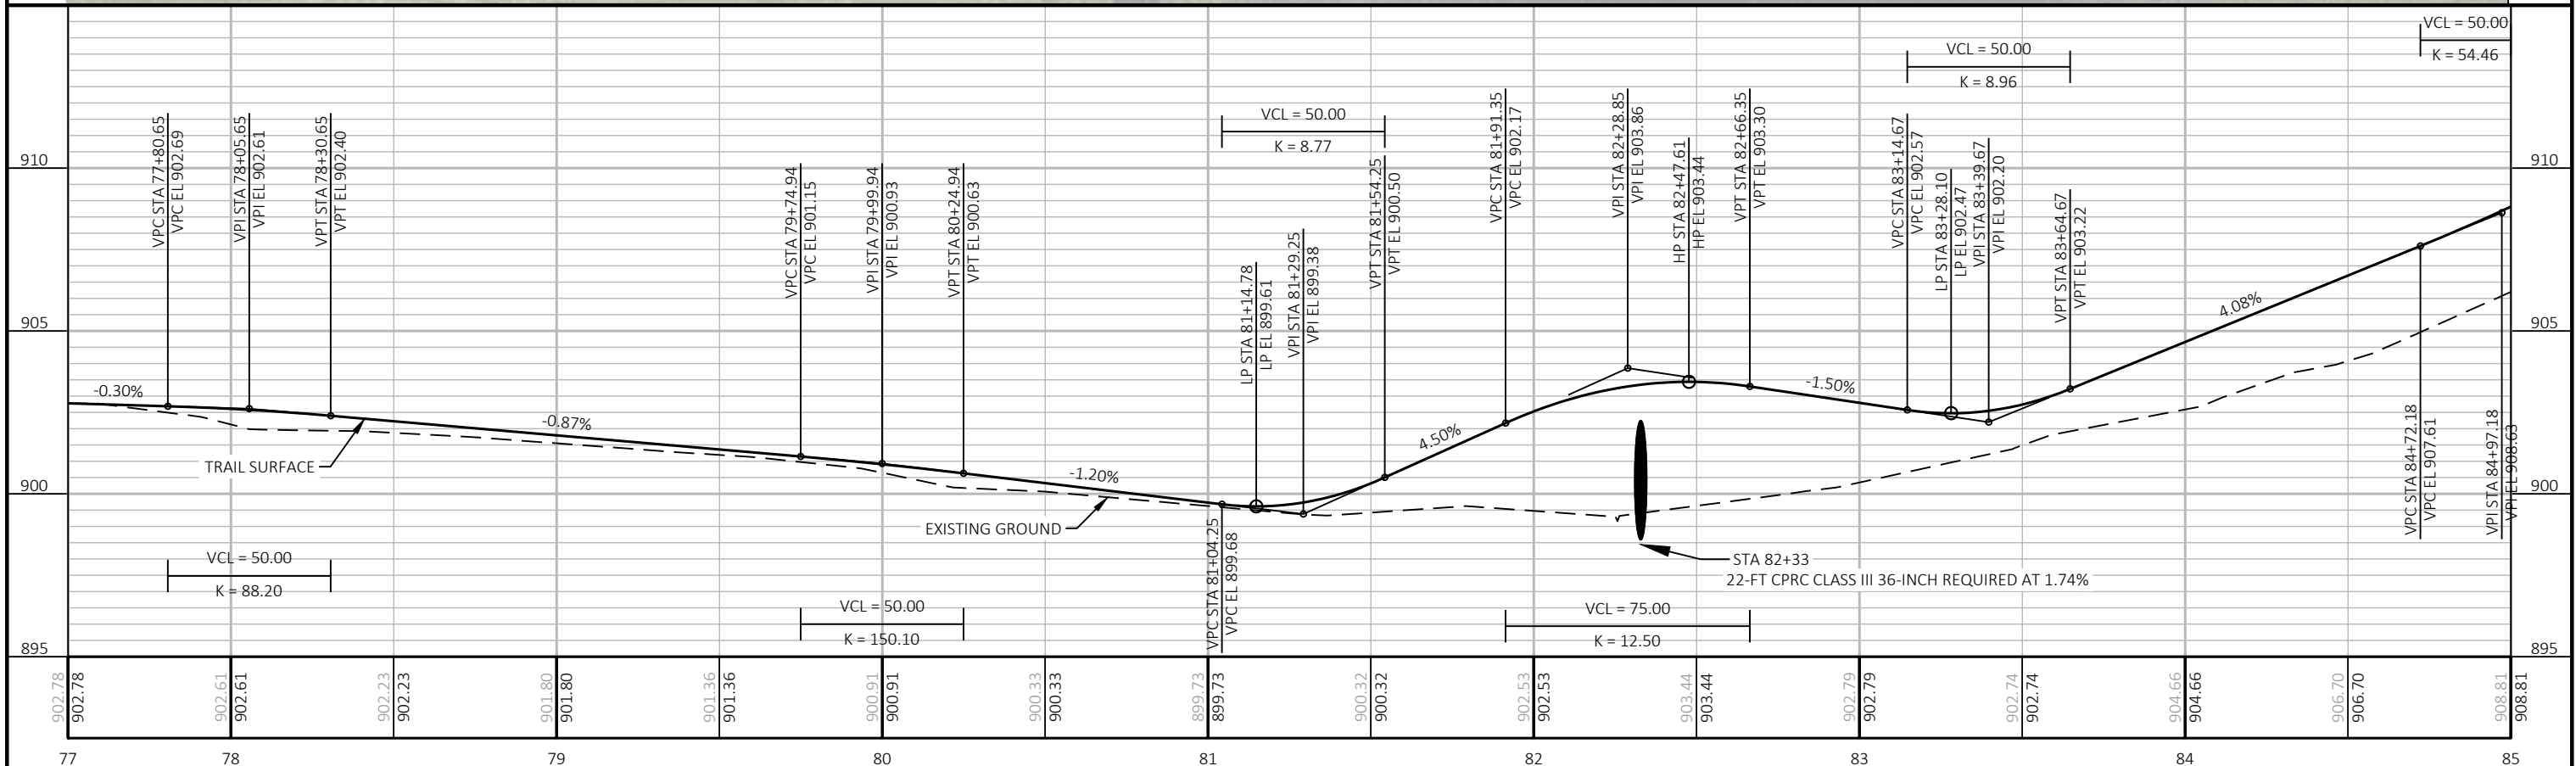 VCL = 50.00
K = 54.46
VCL = 50.00
K = 8.96
VCL = 50.00
K = 8.77
VPC STA 77+80.65
VPC EL 902.69
VPI STA 78+05.65
VPI EL 902.61
VPT STA 78+30.65
VPT EL 902.40
VPC STA 79+74.94
VPC EL 901.15
VPI STA 79+99.94
VPI EL 900.93
VPT STA 80+24.94
VPT EL 900.63
VPC STA 81+04.25
VPC EL 899.68
LP STA 81+14.78
LP EL 899.61
VPI STA 81+29.25
VPI EL 899.38
VPT STA 81+54.25
VPT EL 900.50
VPC STA 81+91.35
VPC EL 902.17
VPI STA 82+28.85
VPI EL 903.86
HP STA 82+47.61
HP EL 903.44
VPT STA 82+66.35
VPT EL 903.30
VPC STA 83+14.67
VPC EL 902.57
LP STA 83+28.10
LP EL 902.47
VPI STA 83+39.67
VPI EL 902.20
VPT STA 83+64.67
VPT EL 903.22
VPC STA 84+72.18
VPC EL 907.61
VPI STA 84+97.18
VPI EL 908.63
910
910
905
905
900
900
895
895
-0.30%
-0.87%
-1.20%
4.50%
-1.50%
4.08%
TRAIL SURFACE
EXISTING GROUND
STA 82+33
22-FT CPRC CLASS III 36-INCH REQUIRED AT 1.74%
VCL = 50.00
K = 88.20
VCL = 50.00
K = 150.10
VCL = 75.00
K = 12.50
902.78
902.78
902.61
902.61
902.23
902.23
901.80
901.80
901.36
901.36
900.91
900.91
900.33
900.33
899.73
899.73
900.32
900.32
902.53
902.53
903.44
903.44
902.79
902.79
902.74
902.74
904.66
904.66
906.70
906.70
908.81
908.81
77
78
79
80
81
82
83
84
85